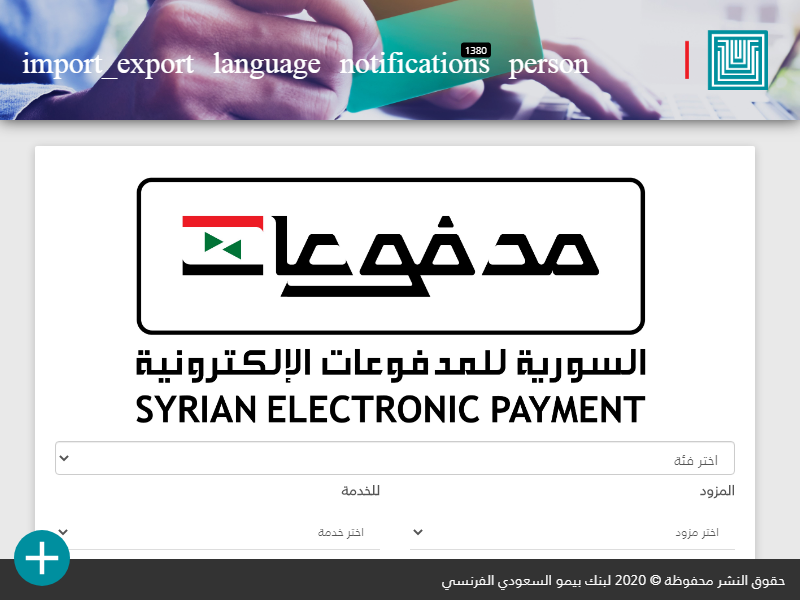 1380
import_export language notifications person
مدفوعات
السورية للمدفوعات الإلكترونية
SYRIAN ELECTRONIC PAYMENT
اختر فئة
المزود للخدمة
اختر مزود اختر خدمة
حقوق النشر محفوظة © 2020 لبنك بيمو السعودي الفرنسي